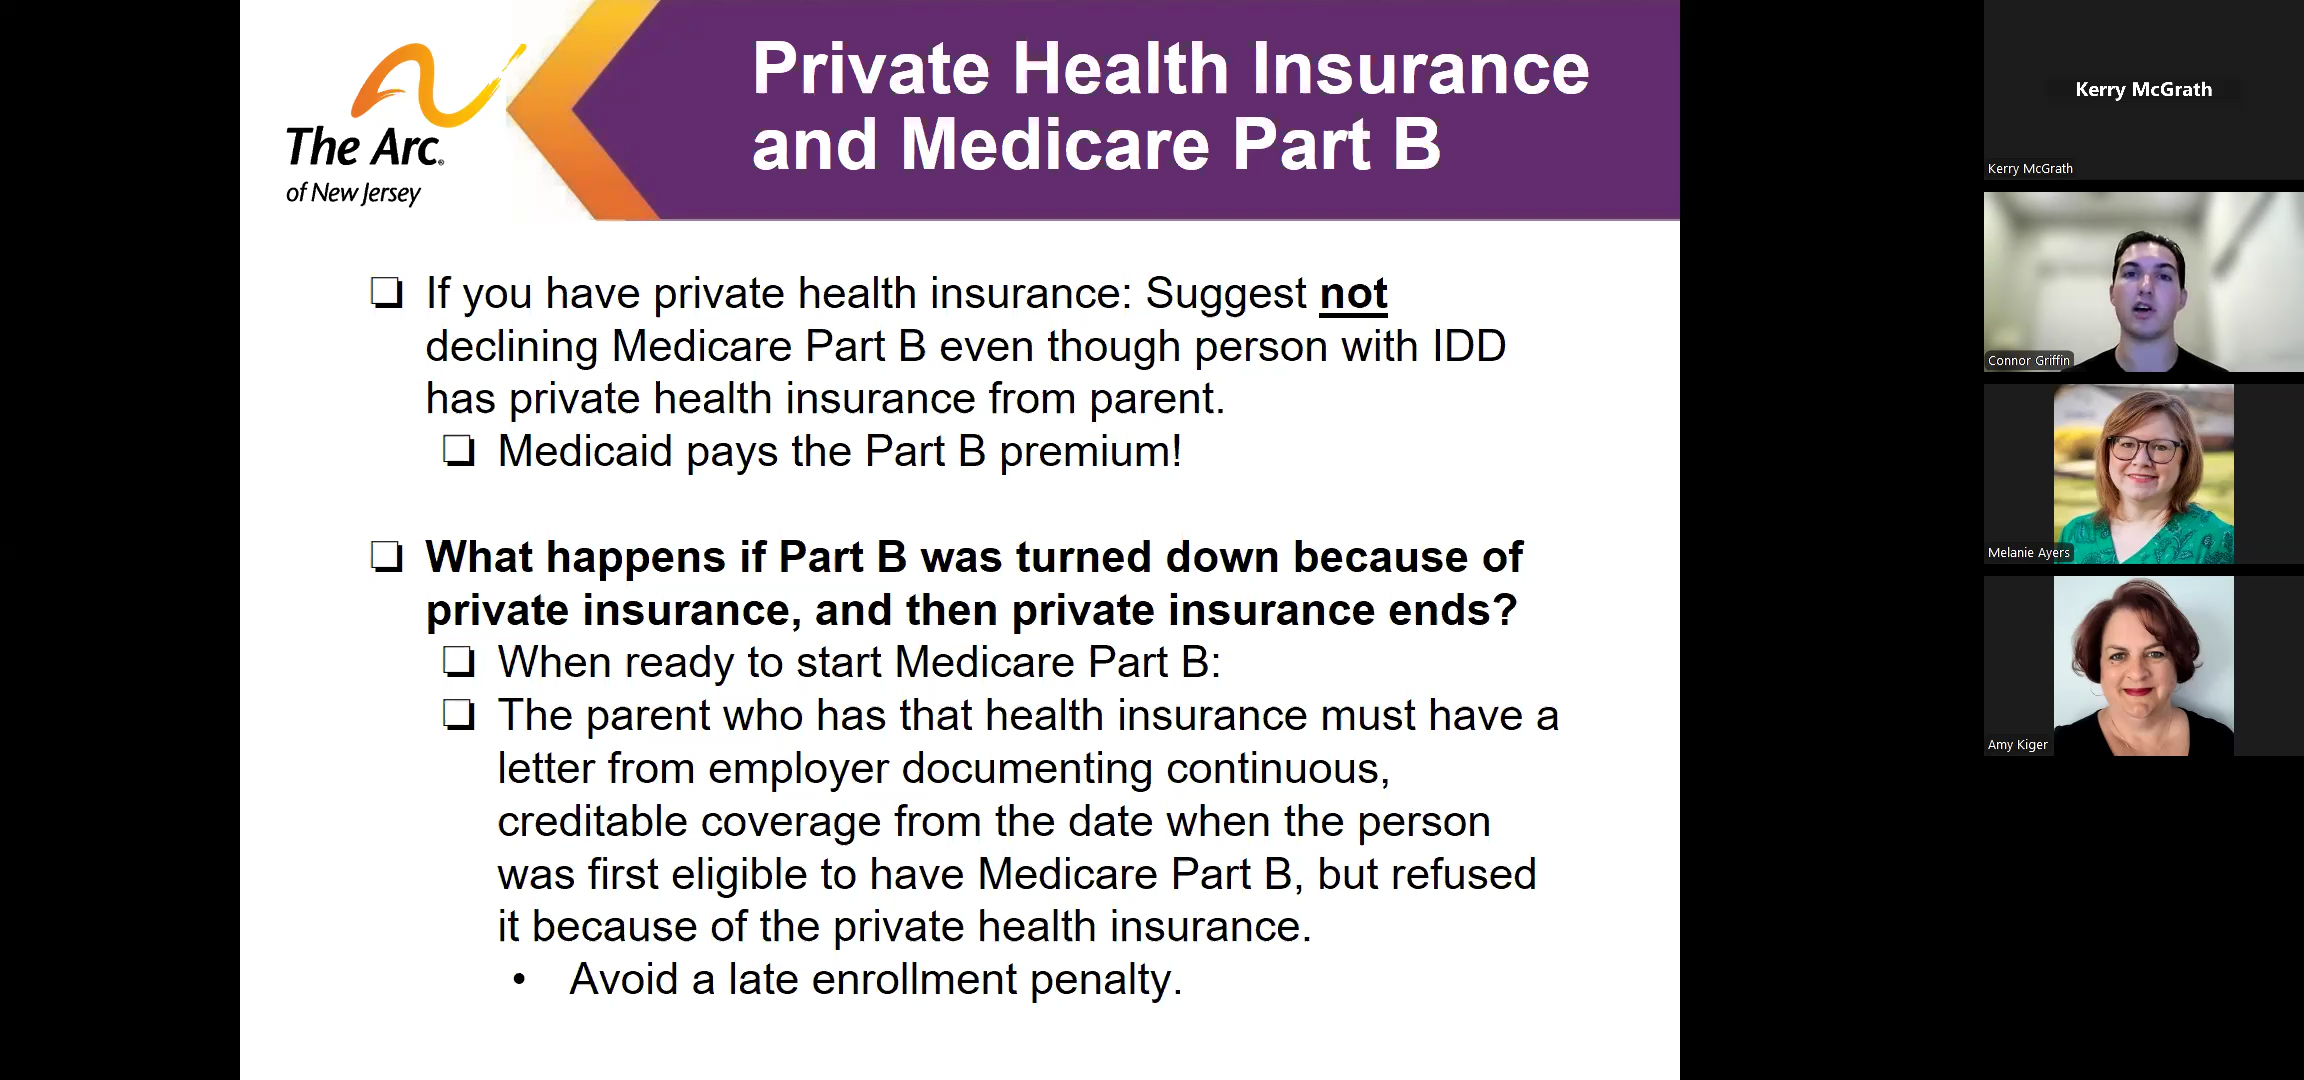 The Arc®
of New Jersey
Private Health Insurance
and Medicare Part B
❑ If you have private health insurance: Suggest not
declining Medicare Part B even though person with IDD
has private health insurance from parent.
❑ Medicaid pays the Part B premium!
❑ What happens if Part B was turned down because of
private insurance, and then private insurance ends?
❑ When ready to start Medicare Part B:
❑ The parent who has that health insurance must have a
letter from employer documenting continuous,
creditable coverage from the date when the person
was first eligible to have Medicare Part B, but refused
it because of the private health insurance.
• Avoid a late enrollment penalty.
Kerry McGrath
Kerry McGrath
Connor Griffin
Melanie Ayers
Amy Kiger